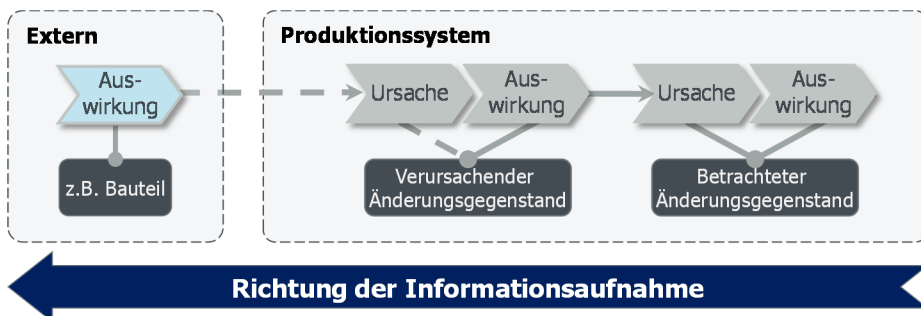 Extern
Aus-
wirkung
z.B. Bauteil
Produktionssystem
Ursache
Aus-
wirkung
Ursache
Aus-
wirkung
Verursachender
Änderungsgegenstand
Betrachteter
Änderungsgegenstand
Richtung der Informationsaufnahme